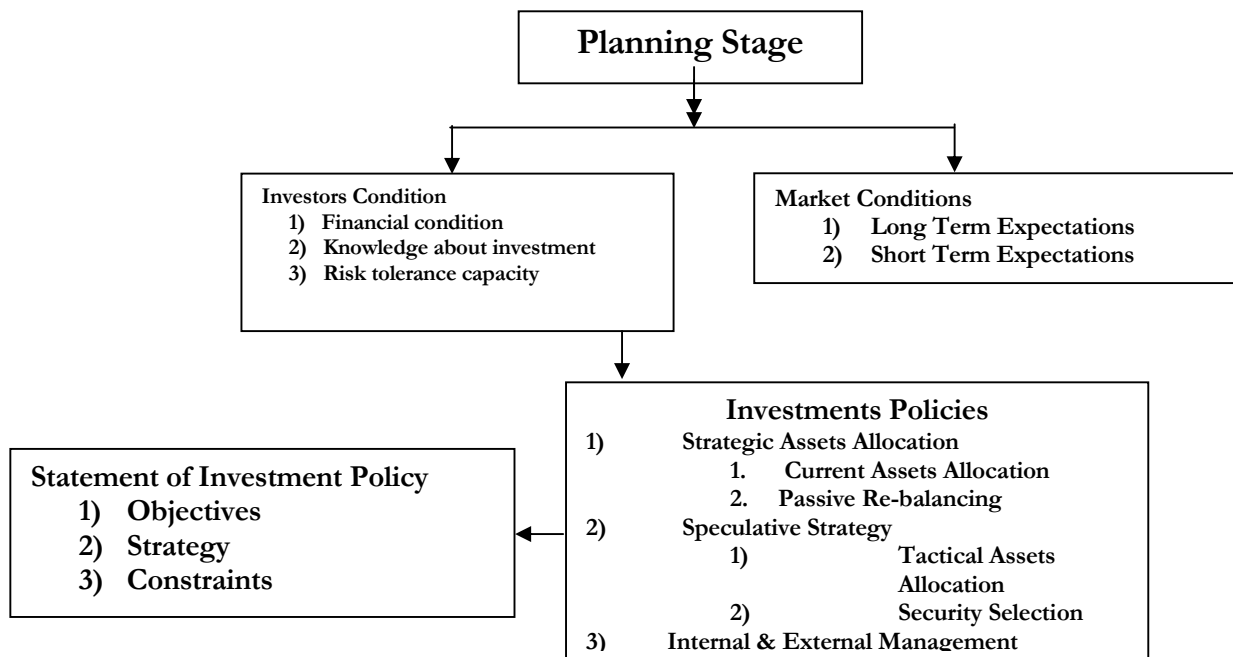 Planning Stage
Investors Condition
1) Financial condition
2) Knowledge about investment
3) Risk tolerance capacity
Market Conditions
1) Long Term Expectations
2) Short Term Expectations
Investments Policies
1) Strategic Assets Allocation
1. Current Assets Allocation
2. Passive Re-balancing
2) Speculative Strategy
1) Tactical Assets
Allocation
2) Security Selection
3) Internal & External Management
Statement of Investment Policy
1) Objectives
2) Strategy
3) Constraints